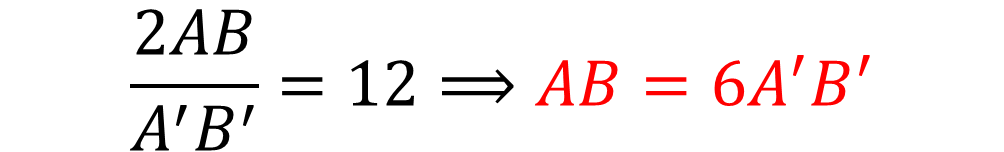 2AB/A′B′ = 12 ⟹ AB = 6A′B′